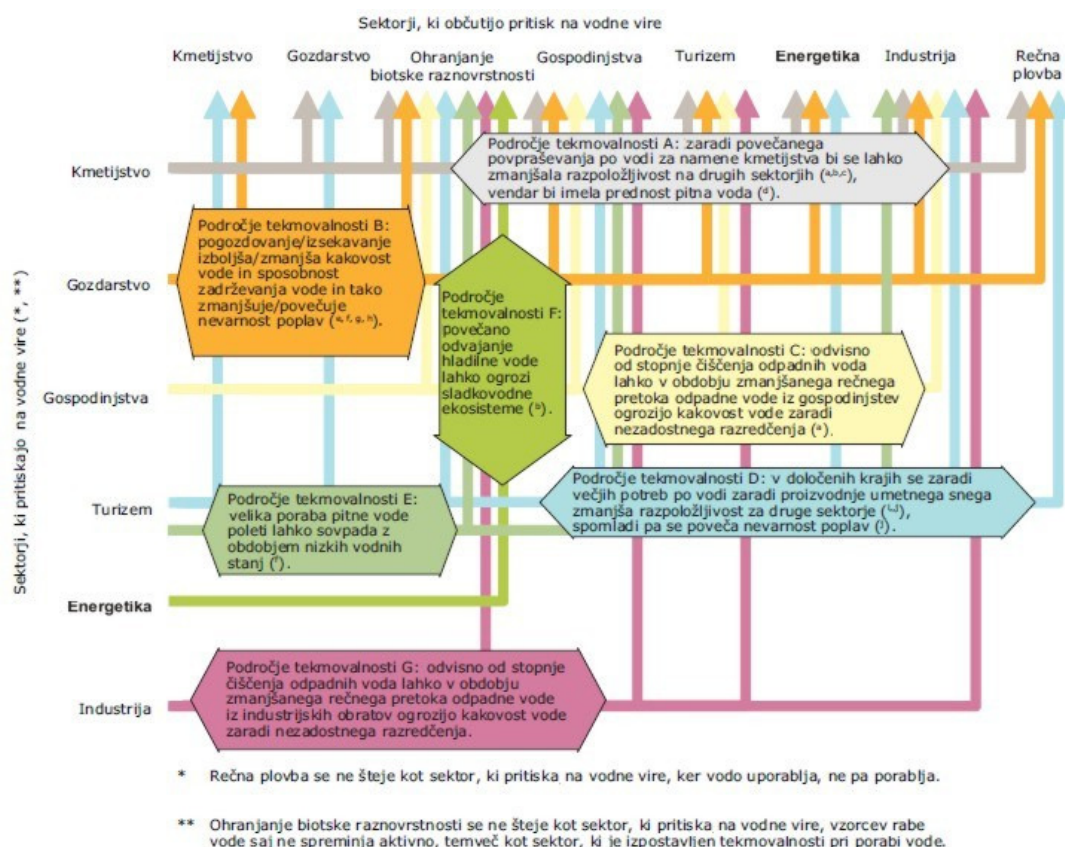 Sektorji, ki občutijo pritisk na vodne vire
Kmetijstvo
Gozdarstvo
Ohranjanje
biotske raznovrstnosti
Gospodinjstva
Turizem
Energetika
Industrija
Rečna
plovba
Sektorji, ki pritiskajo na vodne vire (*, **)
Kmetijstvo
Področje tekmovalnosti A: zaradi povečanega
povpraševanja po vodi za namene kmetijstva bi se lahko
zmanjšala razpoložljivost na drugih sektorjih (a,b,c),
vendar bi imela prednost pitna voda (d).
Področje tekmovalnosti B:
pogozdovanje/izsekavanje
izboljša/zmanjša kakovost
vode in sposobnost
zadrževanja vode in tako
zmanjšuje/povečuje
nevarnost poplav (e, f, g, h).
Gozdarstvo
Področje
tekmovalnosti F:
povečano
odvajanje
hladilne vode
lahko ogrozi
sladkovodne
ekosisteme (b).
Področje tekmovalnosti C: odvisno
od stopnje čiščenja odpadnih voda
lahko v obdobju zmanjšanega rečnega
pretoka odpadne vode iz gospodinjstev
ogrozijo kakovost vode zaradi
nezadostnega razredčenja (a).
Gospodinjstva
Turizem
Področje tekmovalnosti D: v določenih krajih se zaradi
večjih potreb po vodi zaradi proizvodnje umetnega snega
zmanjša razpoložljivost za druge sektorje (i,j),
spomladi pa se poveča nevarnost poplav (j).
Področje tekmovalnosti E:
velika poraba pitne vode
poleti lahko sovpada z
obdobjem nizkih vodnih
stanj (f).
Energetika
Industrija
Področje tekmovalnosti G: odvisno od stopnje
čiščenja odpadnih voda lahko v obdobju
zmanjšanega rečnega pretoka odpadne vode
iz industrijskih obratov ogrozijo kakovost vode
zaradi nezadostnega razredčenja.
* Rečna plovba se ne šteje kot sektor, ki pritiska na vodne vire, ker vodo uporablja, ne pa porablja.
** Ohranjanje biotske raznovrstnosti se ne šteje kot sektor, ki pritiska na vodne vire, vzorcev rabe
vode saj ne spreminja aktivno, temveč kot sektor, ki je izpostavljen tekmovalnosti pri porabi vode.